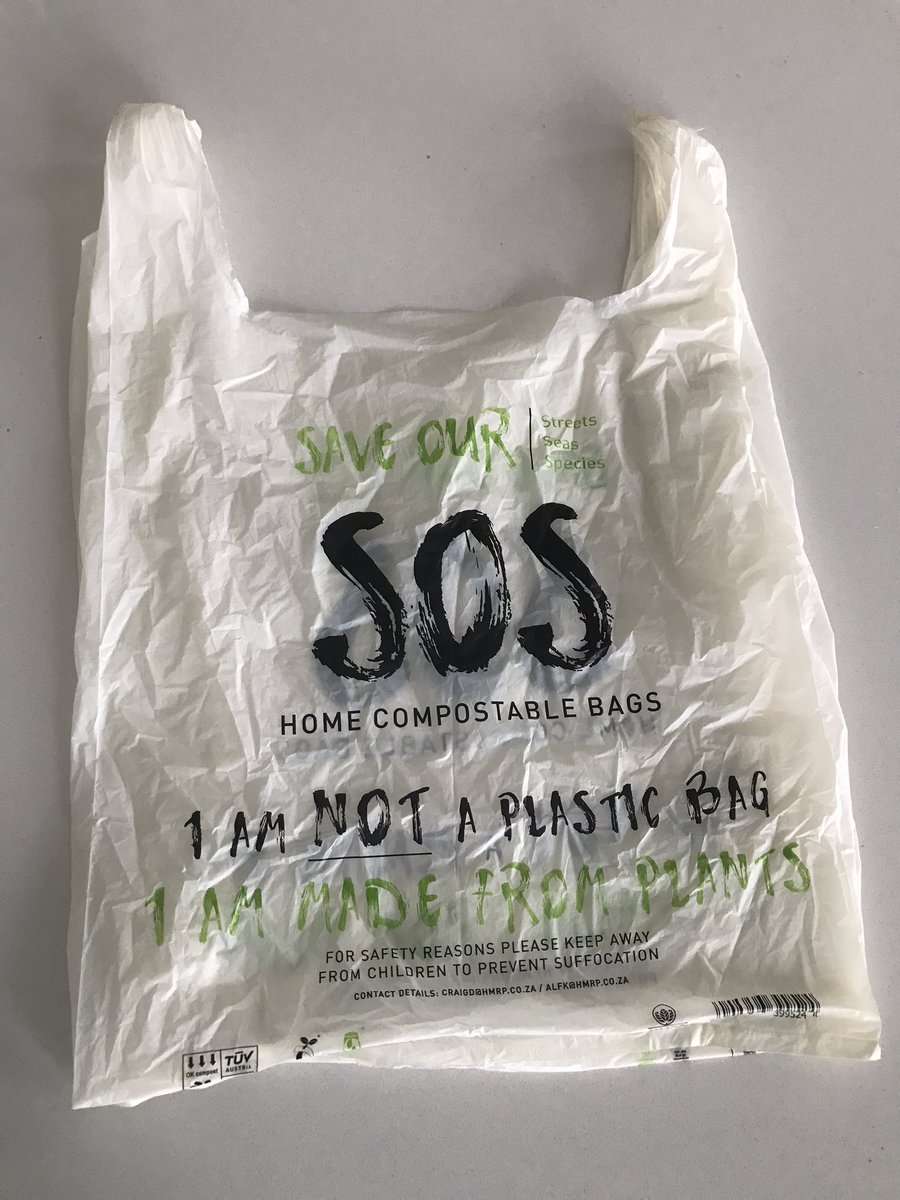 SAVE OUR
Streets
Seas
Species
SOS
HOME COMPOSTABLE BAGS
I AM NOT A PLASTIC BAG
I AM MADE FROM PLANTS
FOR SAFETY REASONS PLEASE KEEP AWAY
FROM CHILDREN TO PREVENT SUFFOCATION
CONTACT DETAILS: CRAIGD@HMRP.CO.ZA / ALFK@HMRP.CO.ZA
OK compost
TÜV
AUSTRIA